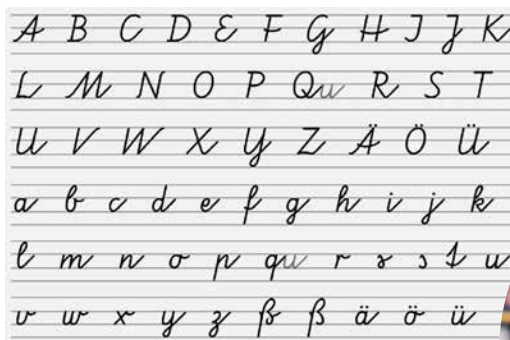 A B C D E F G H I J K
L M N O P Qu R S T
U V W X Y Z Ä Ö Ü
a b c d e f g h i j k
l m n o p qu r s s t u
v w x y z ß ß ä ö ü